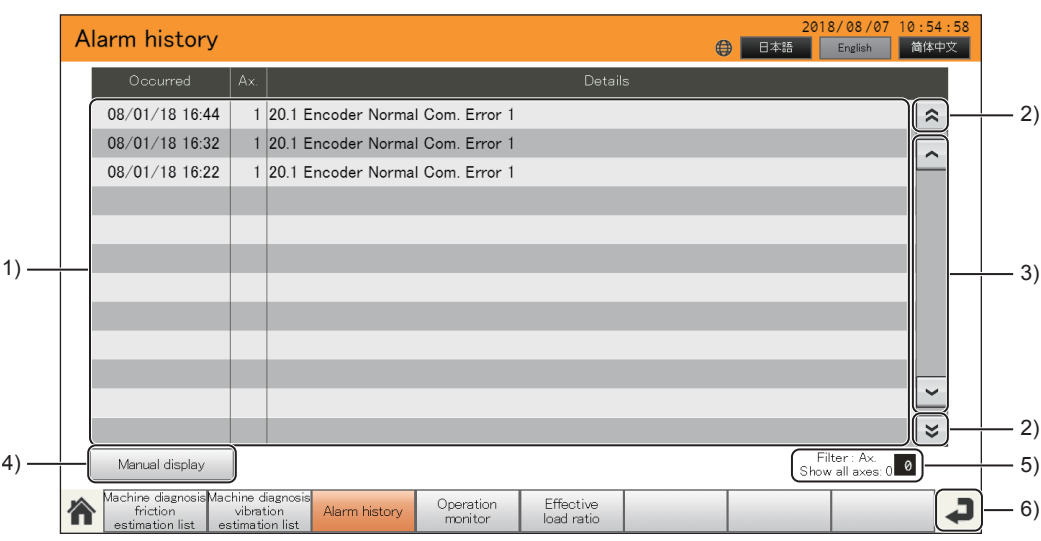 Alarm history
2018/08/07 10:54:58
日本語 English 简体中文
Occurred Ax. Details
08/01/18 16:44 1 20.1 Encoder Normal Com. Error 1
2)
08/01/18 16:32 1 20.1 Encoder Normal Com. Error 1
08/01/18 16:22 1 20.1 Encoder Normal Com. Error 1
1)
3)
2)
4)
Manual display
Filter : Ax.
Show all axes: 0
0
5)
Machine diagnosis
friction
estimation list
Machine diagnosis
vibration
estimation list
Alarm history
Operation
monitor
Effective
load ratio
6)